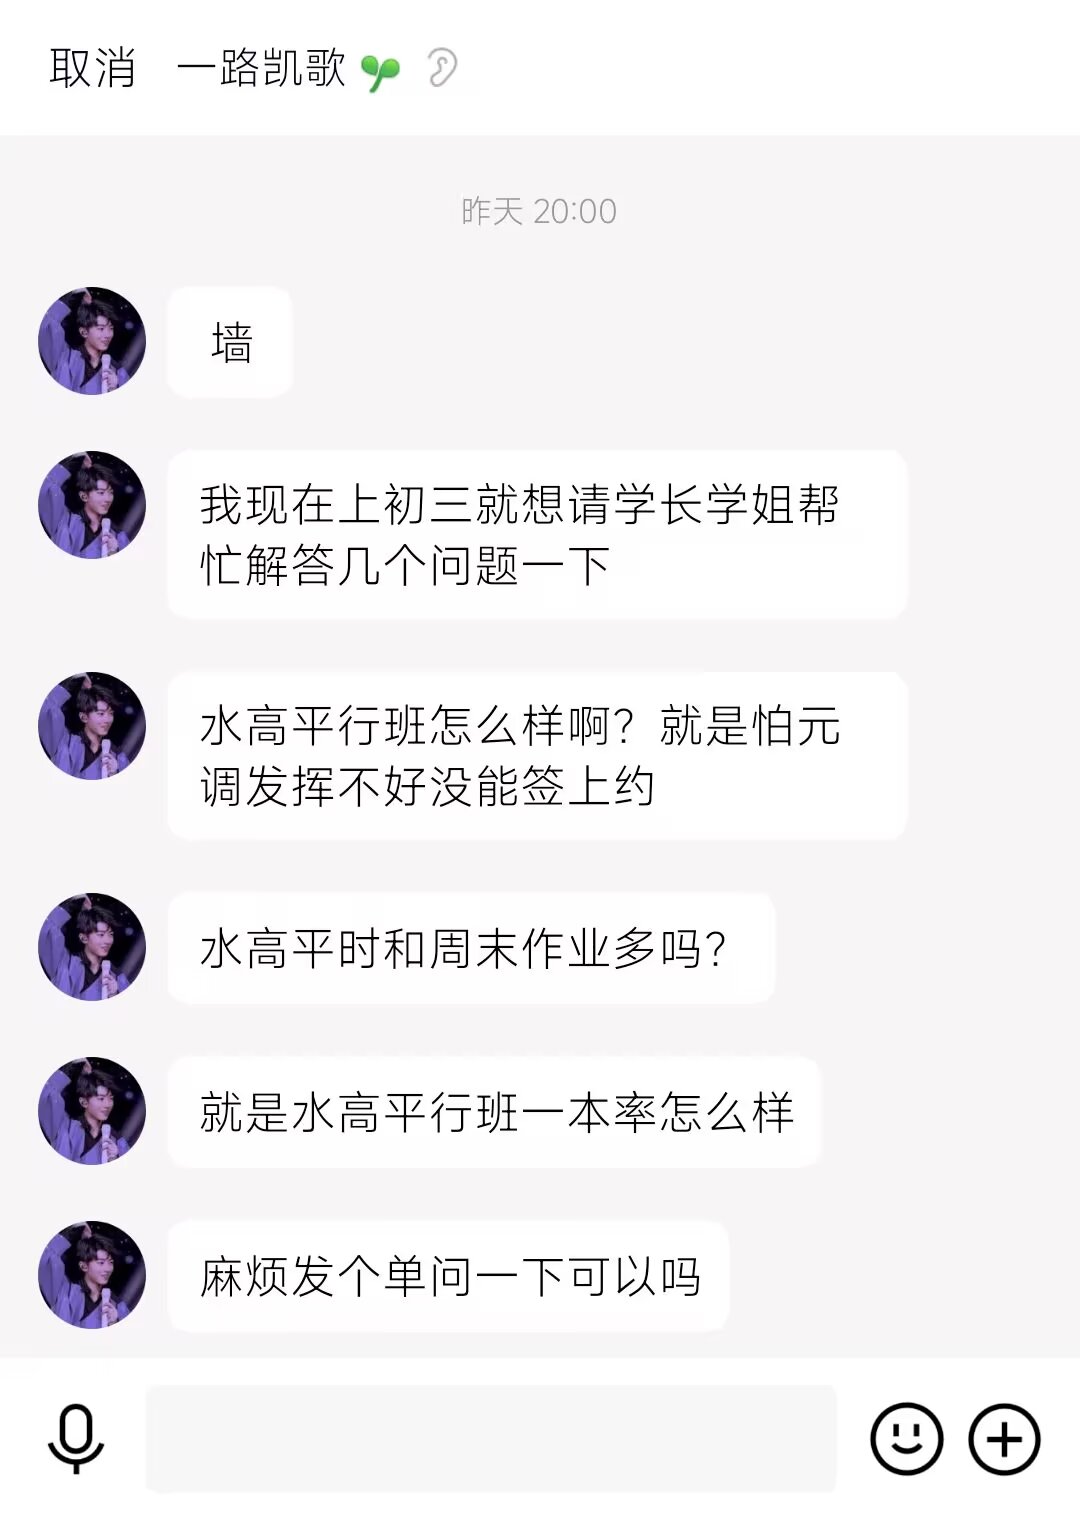 取消 一路凯歌
昨天 20:00
墙
我现在上初三就想请学长学姐帮
忙解答几个问题一下
水高平行班怎么样啊？就是怕元
调发挥不好没能签上约
水高平时和周末作业多吗？
就是水高平行班一本率怎么样
麻烦发个单问一下可以吗